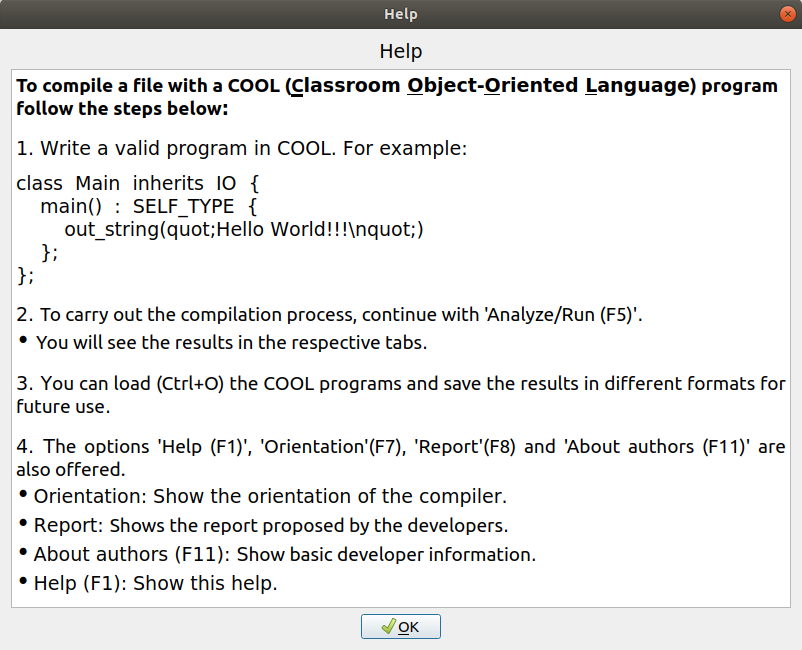 Help
Help
To compile a file with a COOL (Classroom Object-Oriented Language) program
follow the steps below:
1. Write a valid program in COOL. For example:
class Main inherits IO {
main() : SELF_TYPE {
out_string(quot;Hello World!!!\nquot;)
};
};
2. To carry out the compilation process, continue with 'Analyze/Run (F5)'.
• You will see the results in the respective tabs.
3. You can load (Ctrl+O) the COOL programs and save the results in different formats for
future use.
4. The options 'Help (F1)', 'Orientation'(F7), 'Report'(F8) and 'About authors (F11)' are
also offered.
• Orientation: Show the orientation of the compiler.
• Report: Shows the report proposed by the developers.
• About authors (F11): Show basic developer information.
• Help (F1): Show this help.
OK